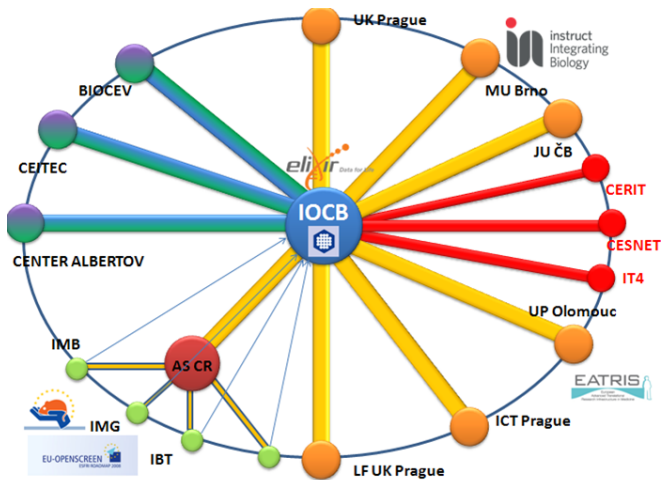 UK Prague
instruct
Integrating
Biology
MU Brno
BIOCEV
JU ČB
elixir
Data for Life
CEITEC
CERIT
IOCB
CESNET
CENTER ALBERTOV
IT4
UP Olomouc
IMB
AS CR
EATRIS
IMG
ICT Prague
EU-OPENSCREEN
IBT
LF UK Prague